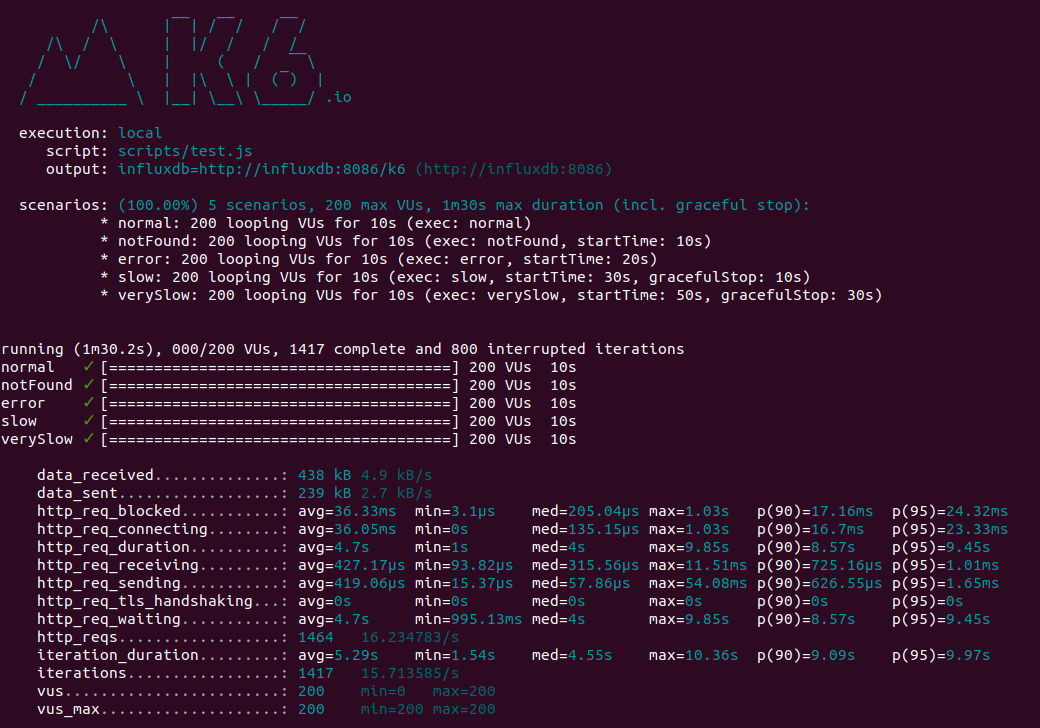 /\      |‾‾| /‾‾/   /‾‾/
     /\  /  \     |  |/  /   /  /
    /  \/    \    |     (   /   ‾‾\
   /          \   |  |\  \ |  (‾)  |
  / __________ \  |__| \__\ \_____/ .io
  execution: local
     script: scripts/test.js
     output: influxdb=http://influxdb:8086/k6 (http://influxdb:8086)
  scenarios: (100.00%) 5 scenarios, 200 max VUs, 1m30s max duration (incl. graceful stop):
           * normal: 200 looping VUs for 10s (exec: normal)
           * notFound: 200 looping VUs for 10s (exec: notFound, startTime: 10s)
           * error: 200 looping VUs for 10s (exec: error, startTime: 20s)
           * slow: 200 looping VUs for 10s (exec: slow, startTime: 30s, gracefulStop: 10s)
           * verySlow: 200 looping VUs for 10s (exec: verySlow, startTime: 50s, gracefulStop: 30s)
running (1m30.2s), 000/200 VUs, 1417 complete and 800 interrupted iterations
normal   ✓ [======================================] 200 VUs  10s
notFound ✓ [======================================] 200 VUs  10s
error    ✓ [======================================] 200 VUs  10s
slow     ✓ [======================================] 200 VUs  10s
verySlow ✓ [======================================] 200 VUs  10s
    data_received..............: 438 kB 4.9 kB/s
    data_sent..................: 239 kB 2.7 kB/s
    http_req_blocked...........: avg=36.33ms  min=3.1µs    med=205.04µs max=1.03s   p(90)=17.16ms  p(95)=24.32ms
    http_req_connecting........: avg=36.05ms  min=0s       med=135.15µs max=1.03s   p(90)=16.7ms   p(95)=23.33ms
    http_req_duration..........: avg=4.7s     min=1s       med=4s       max=9.85s   p(90)=8.57s    p(95)=9.45s
    http_req_receiving.........: avg=427.17µs min=93.82µs  med=315.56µs max=11.51ms p(90)=725.16µs p(95)=1.01ms
    http_req_sending...........: avg=419.06µs min=15.37µs  med=57.86µs  max=54.08ms p(90)=626.55µs p(95)=1.65ms
    http_req_tls_handshaking...: avg=0s       min=0s       med=0s       max=0s      p(90)=0s       p(95)=0s
    http_req_waiting...........: avg=4.7s     min=995.13ms med=4s       max=9.85s   p(90)=8.57s    p(95)=9.45s
    http_reqs..................: 1464   16.234783/s
    iteration_duration.........: avg=5.29s    min=1.54s    med=4.55s    max=10.36s  p(90)=9.09s    p(95)=9.97s
    iterations.................: 1417   15.713585/s
    vus........................: 200    min=0   max=200
    vus_max....................: 200    min=200 max=200